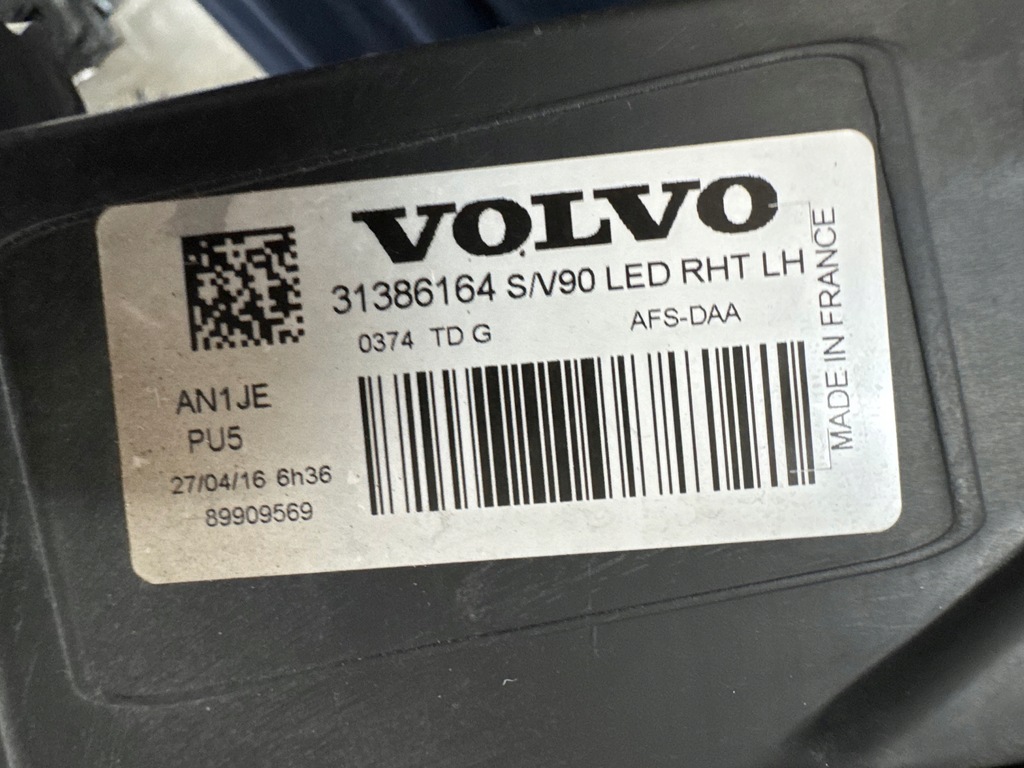 VOLVO
31386164 S/V90 LED RHT LH
0374 TD G AFS-DAA
AN1JE
PU5
27/04/16 6h36
89909569
MADE IN FRANCE